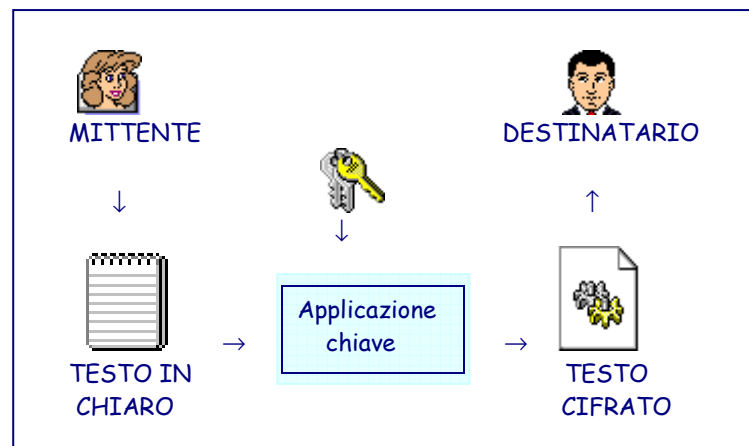 MITTENTE
DESTINATARIO
↓
↓
↑
Applicazione
chiave
→
→
TESTO IN
CHIARO
TESTO
CIFRATO